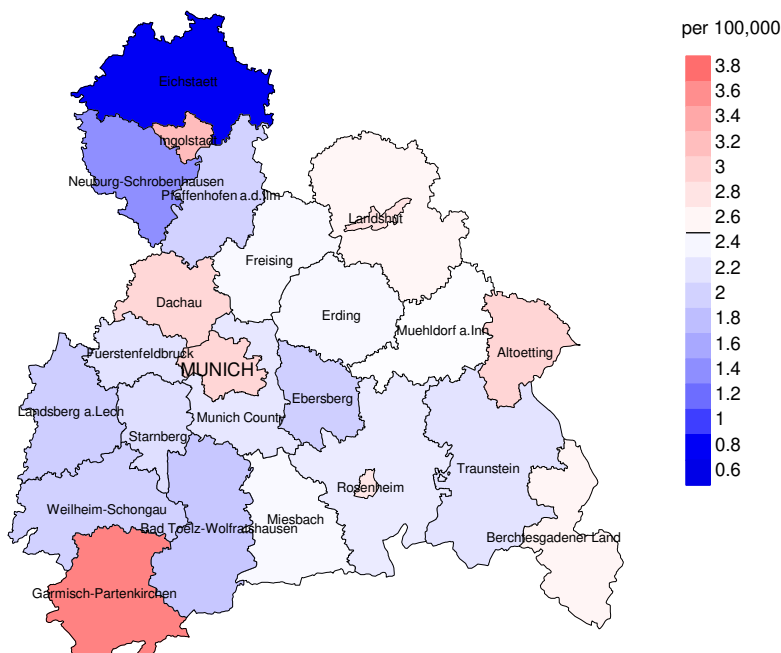 per 100,000
3.8
3.6
3.4
3.2
3
2.8
2.6
2.4
2.2
2
1.8
1.6
1.4
1.2
1
0.8
0.6
Eichstaett
Ingolstadt
Neuburg-Schrobenhausen
Pfaffenhofen a.d.Ilm
Landshut
Freising
Dachau
Erding
Muehldorf a.Inn
Altoetting
Fuerstenfeldbruck
MUNICH
Ebersberg
Landsberg a.Lech
Munich County
Starnberg
Traunstein
Rosenheim
Weilheim-Schongau
Miesbach
Bad Toelz-Wolfratshausen
Berchtesgadener Land
Garmisch-Partenkirchen